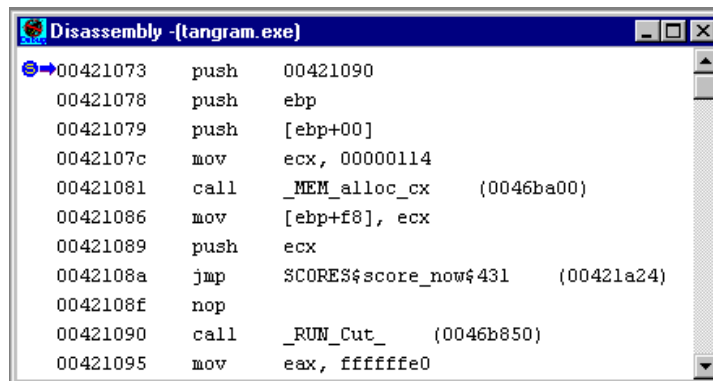 Disassembly -(tangram.exe)
00421073 push 00421090
00421078 push ebp
00421079 push [ebp+00]
0042107c mov ecx, 00000114
00421081 call _MEM_alloc_cx (0046ba00)
00421086 mov [ebp+f8], ecx
00421089 push ecx
0042108a jmp SCORES$score_now$431 (00421a24)
0042108f nop
00421090 call _RUN_Cut_ (0046b850)
00421095 mov eax, ffffffe0